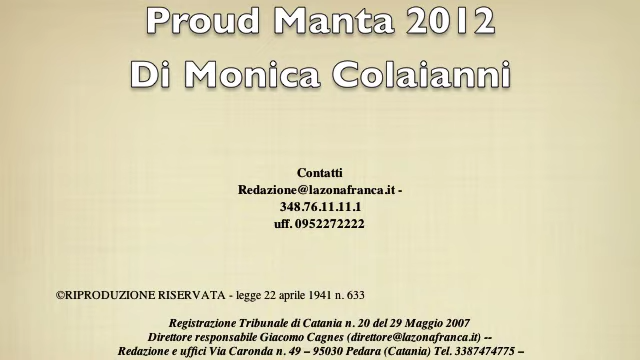 Proud Manta 2012
Di Monica Colaianni
Contatti
Redazione@lazonafranca.it -
348.76.11.11.1
uff. 0952272222
©RIPRODUZIONE RISERVATA - legge 22 aprile 1941 n. 633
Registrazione Tribunale di Catania n. 20 del 29 Maggio 2007
Direttore responsabile Giacomo Cagnes (direttore@lazonafranca.it) --
Redazione e uffici Via Caronda n. 49 – 95030 Pedara (Catania) Tel. 3387474775 –